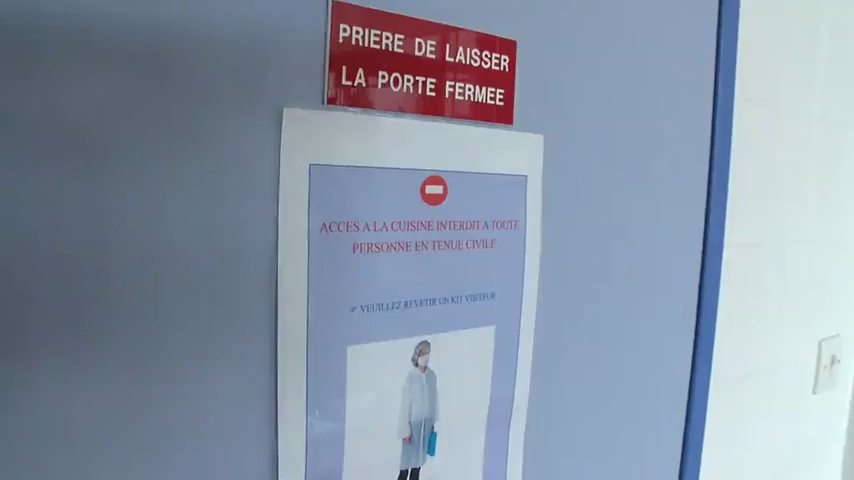 PRIERE DE LAISSER
LA PORTE FERMEE
ACCES A LA CUISINE INTERDIT A TOUTE
PERSONNE EN TENUE CIVILE
VEUILLEZ REVETIR UN KIT VISITEUR